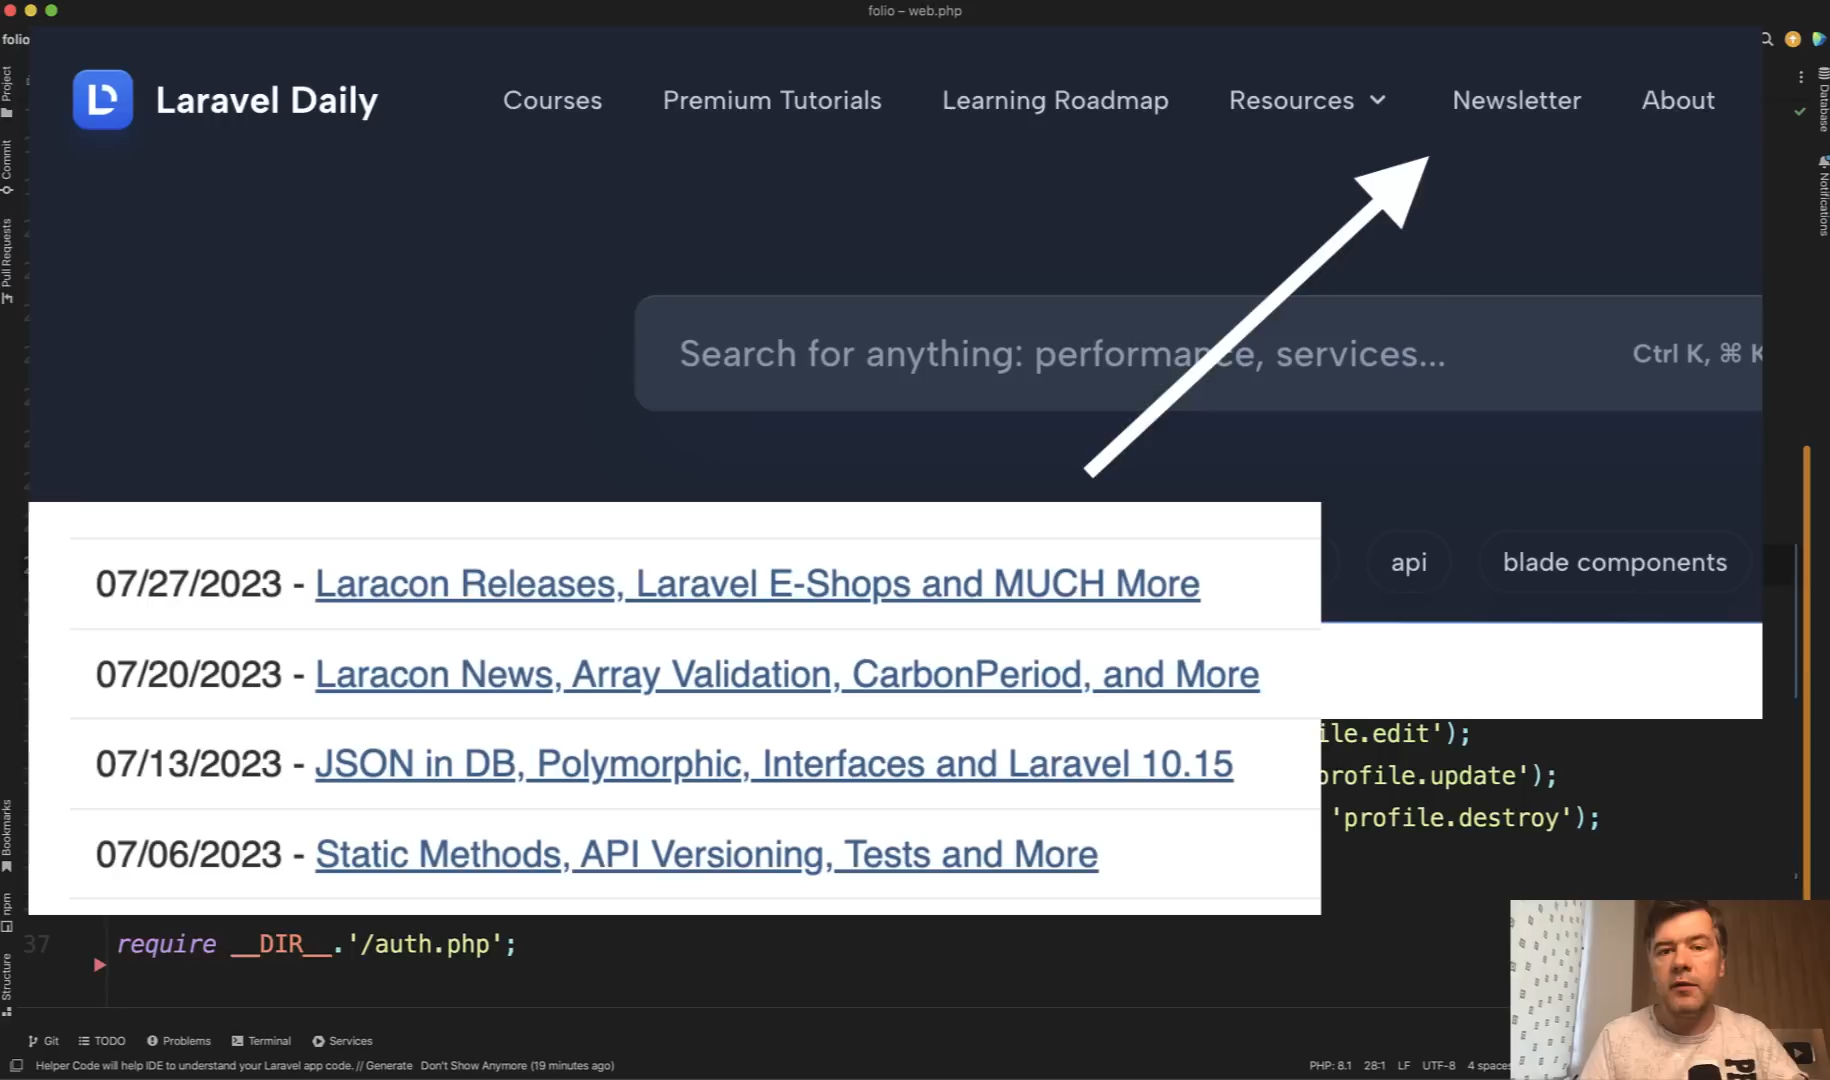 folio – web.php
folio
Laravel Daily
Courses
Premium Tutorials
Learning Roadmap
Resources
Newsletter
About
Project
Commit
Pull Requests
Database
Notifications
Search for anything: performance, services...
Ctrl K, ⌘ K
api
blade components
07/27/2023 - Laracon Releases, Laravel E-Shops and MUCH More
07/20/2023 - Laracon News, Array Validation, CarbonPeriod, and More
07/13/2023 - JSON in DB, Polymorphic, Interfaces and Laravel 10.15
07/06/2023 - Static Methods, API Versioning, Tests and More
ile.edit');
profile.update');
'profile.destroy');
37 require __DIR__.'/auth.php';
Bookmarks
npm
Structure
Git
TODO
Problems
Terminal
Services
Helper Code will help IDE to understand your Laravel app code. // Generate Don't Show Anymore (19 minutes ago)
PHP: 8.1 28:1 LF UTF-8 4 spaces